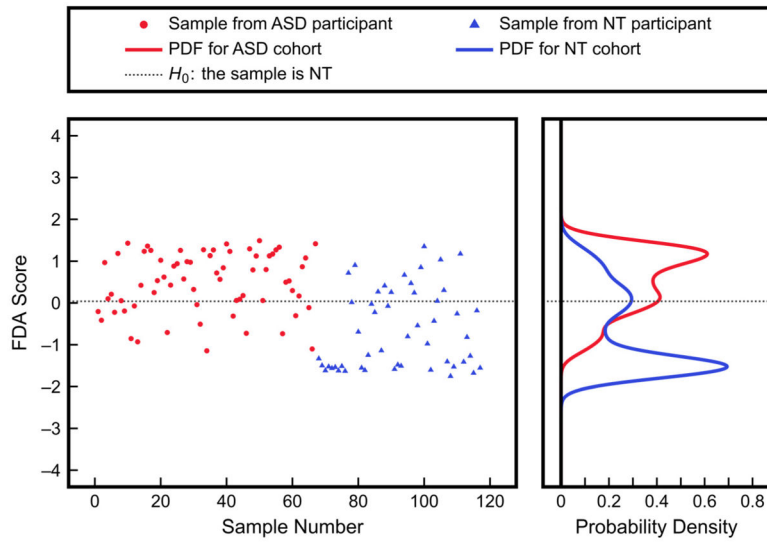 Sample from ASD participant
Sample from NT participant
PDF for ASD cohort
PDF for NT cohort
H0: the sample is NT
FDA Score
4
3
2
1
0
–1
–2
–3
–4
0 20 40 60 80 100 120
Sample Number
0 0.2 0.4 0.6 0.8
Probability Density